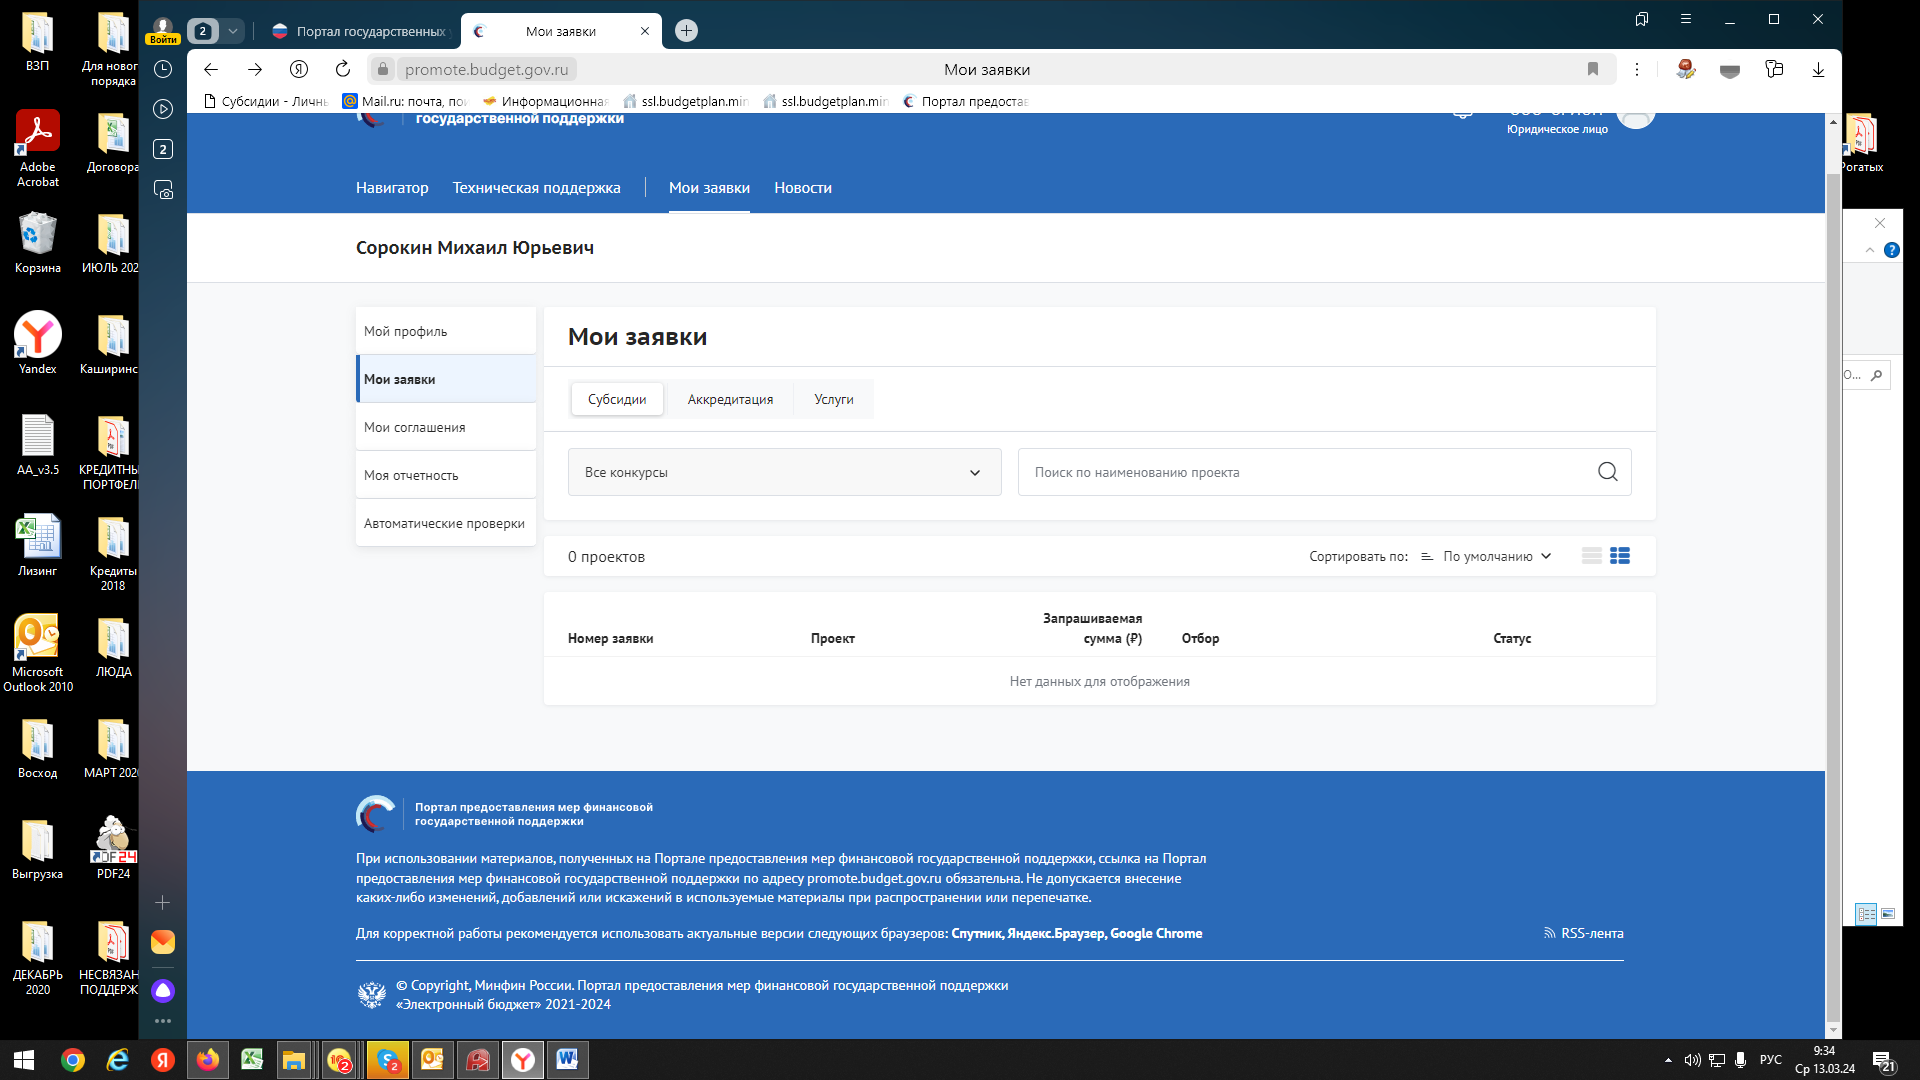 ВЗП
Для новог
порядка
Adobe
Acrobat
Договора
Корзина
ИЮЛЬ 202
Yandex
Каширинс
AA_v3.5
КРЕДИТНЫ
ПОРТФЕЛ
Лизинг
Кредиты
2018
Microsoft
Outlook 2010
ЛЮДА
Восход
МАРТ 202
Выгрузка
PDF24
ДЕКАБРЬ
2020
НЕСВЯЗАН
ПОДДЕРЖ
Рогатых
Войти
2
Портал государственных
Мои заявки
promote.budget.gov.ru
Мои заявки
Субсидии - Личн
Mail.ru: почта, по
Информационна
ssl.budgetplan.min
ssl.budgetplan.min
Портал предостав
2
государственной поддержки
Юридическое лицо
Навигатор
Техническая поддержка
Мои заявки
Новости
Сорокин Михаил Юрьевич
Мой профиль
Мои заявки
Мои соглашения
Моя отчетность
Автоматические проверки
Мои заявки
Субсидии
Аккредитация
Услуги
Все конкурсы
Поиск по наименованию проекта
0 проектов
Сортировать по:
По умолчанию
Номер заявки
Проект
Запрашиваемая
сумма (₽)
Отбор
Статус
Нет данных для отображения
Портал предоставления мер финансовой
государственной поддержки
При использовании материалов, полученных на Портале предоставления мер финансовой государственной поддержки, ссылка на Портал
предоставления мер финансовой государственной поддержки по адресу promote.budget.gov.ru обязательна. Не допускается внесение
каких-либо изменений, добавлений или искажений в используемые материалы при распространении или перепечатке.
Для корректной работы рекомендуется использовать актуальные версии следующих браузеров: Спутник, Яндекс.Браузер, Google Chrome
RSS-лента
© Copyright, Минфин России. Портал предоставления мер финансовой государственной поддержки
«Электронный бюджет» 2021-2024
О...
РУС
9:34
Ср 13.03.24
21